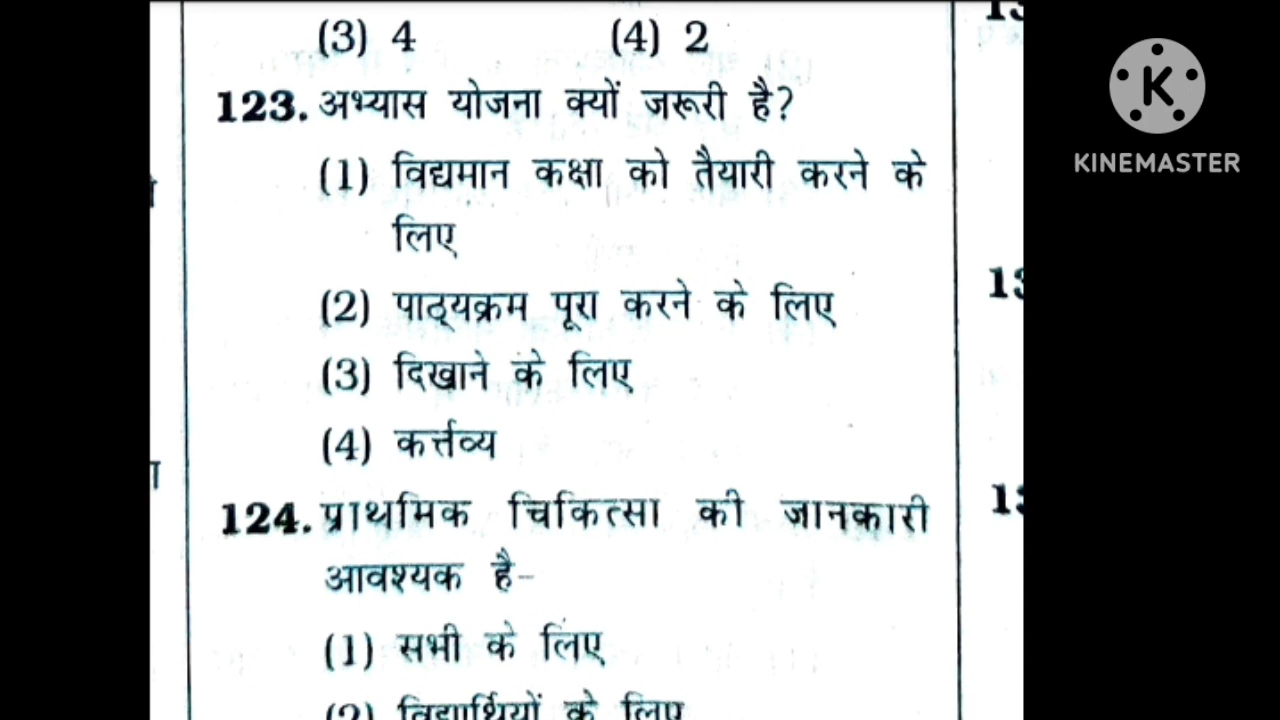 (3) 4 (4) 2
123. अभ्यास योजना क्यों जरूरी है?
(1) विद्यमान कक्षा को तैयारी करने के
लिए
(2) पाठ्यक्रम पूरा करने के लिए
(3) दिखाने के लिए
(4) कर्त्तव्य
124. प्राथमिक चिकित्सा की जानकारी
आवश्यक है-
(1) सभी के लिए
(2) विद्यार्थियों के लिए
K
KINEMASTER